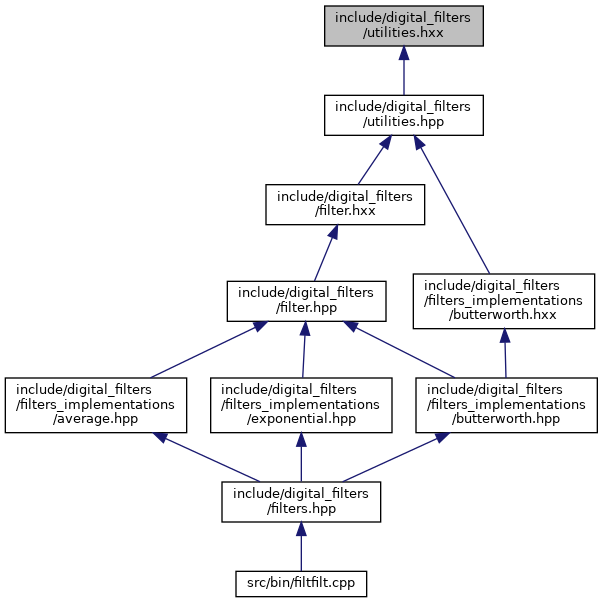 include/digital_filters
/utilities.hxx
include/digital_filters
/utilities.hpp
include/digital_filters
/filter.hxx
include/digital_filters
/filters_implementations
/butterworth.hxx
include/digital_filters
/filter.hpp
include/digital_filters
/filters_implementations
/average.hpp
include/digital_filters
/filters_implementations
/exponential.hpp
include/digital_filters
/filters_implementations
/butterworth.hpp
include/digital_filters
/filters.hpp
src/bin/filtfilt.cpp